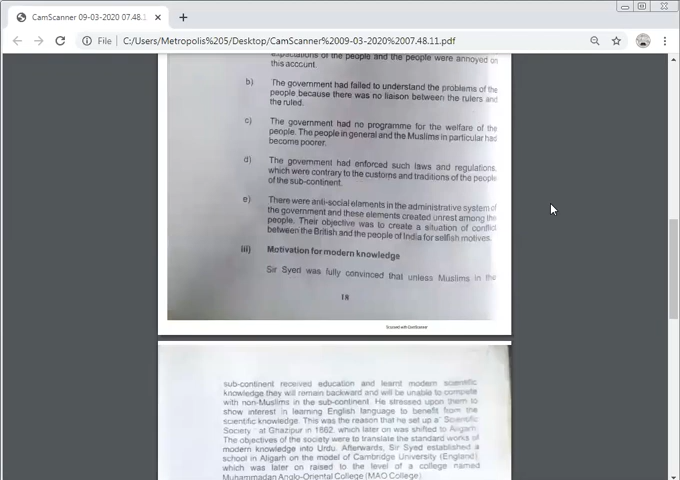 CamScanner 09-03-2020 07.48.1
File
C:/Users/Metropolis%205/Desktop/CamScanner%2009-03-2020%2007.48.11.pdf
expectations of the people and the people were annoyed on
this account.
b) The government had failed to understand the problems of the
people because there was no liaison between the rulers and
the ruled.
c) The government had no programme for the welfare of the
people. The people in general and the Muslims in particular had
become poorer.
d) The government had enforced such laws and regulations,
which were contrary to the customs and traditions of the people
of the sub-continent.
e) There were anti-social elements in the administrative system of
the government and these elements created unrest among the
people. Their objective was to create a situation of conflict
between the British and the people of India for selfish motives.
iii) Motivation for modern knowledge
Sir Syed was fully convinced that unless Muslims in the
18
Scanned with CamScanner
sub-continent received education and learnt modern scientific
knowledge they will remain backward and will be unable to compete
with non-Muslims in the sub-continent. He stressed upon them to
show interest in learning English language to benefit from the
scientific knowledge. This was the reason that he set up a 'Scientific
Society' at Ghazipur in 1862, which later on was shifted to Aligarh.
The objectives of the society were to translate the standard works of
modern knowledge into Urdu. Afterwards, Sir Syed established a
school in Aligarh on the model of Cambridge University (England)
which was later on raised to the level of a college named
Muhammadan Anglo-Oriental College (MAO College).